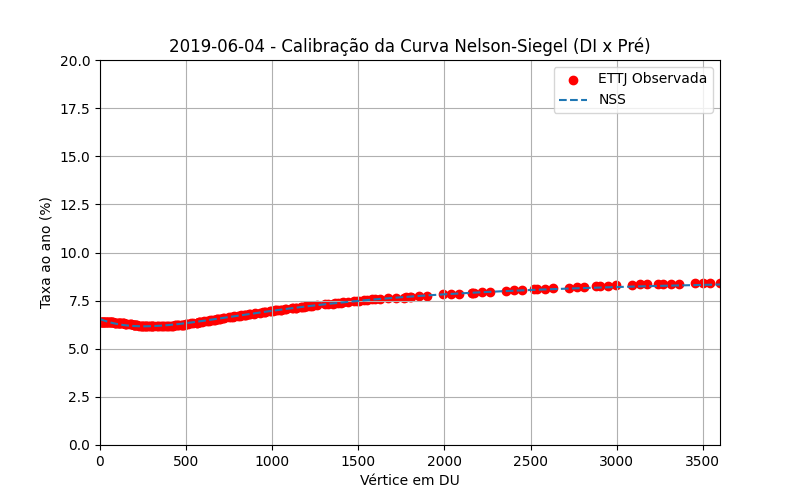 2019-06-04 - Calibração da Curva Nelson-Siegel (DI x Pré)
ETTJ Observada
NSS
Taxa ao ano (%)
20.0
17.5
15.0
12.5
10.0
7.5
5.0
2.5
0.0
0 500 1000 1500 2000 2500 3000 3500
Vértice em DU